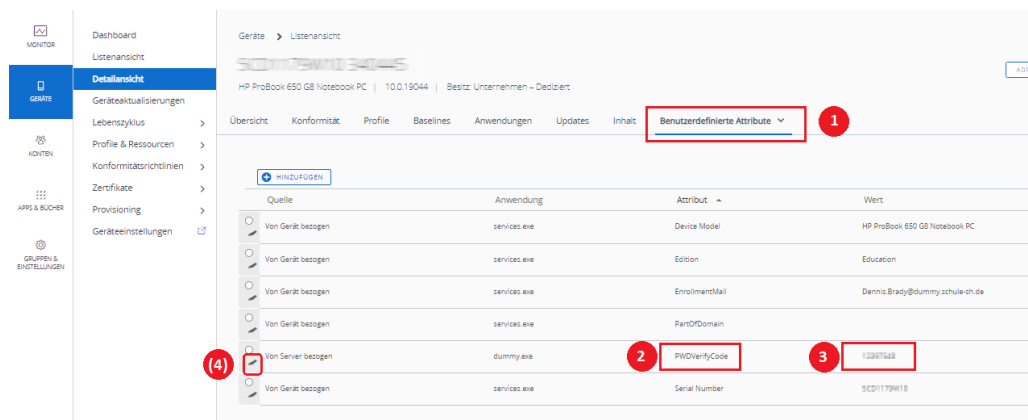 MONITOR
GERÄTE
KONTEN
APPS & BÜCHER
GRUPPEN &
EINSTELLUNGEN
Dashboard
Listenansicht
Detailansicht
Geräteaktualisierungen
Lebenszyklus
Profile & Ressourcen
Konformitätsrichtlinien
Zertifikate
Provisioning
Geräteeinstellungen
Geräte > Listenansicht
HP ProBook 650 G8 Notebook PC | 10.0.19044 | Besitz: Unternehmen – Dediziert
Übersicht Konformität Profile Baselines Anwendungen Updates Inhalt Benutzerdefinierte Attribute 1
HINZUFÜGEN
Quelle Anwendung Attribut Wert
Von Gerät bezogen services.exe Device Model HP ProBook 650 G8 Notebook PC
Von Gerät bezogen services.exe Edition Education
Von Gerät bezogen services.exe EnrollmentMail Dennis.Brady@dummy.schule-sh.de
Von Gerät bezogen services.exe PartOfDomain
(4) Von Server bezogen dummy.exe 2 PWDVerifyCode 3
Von Gerät bezogen services.exe Serial Number